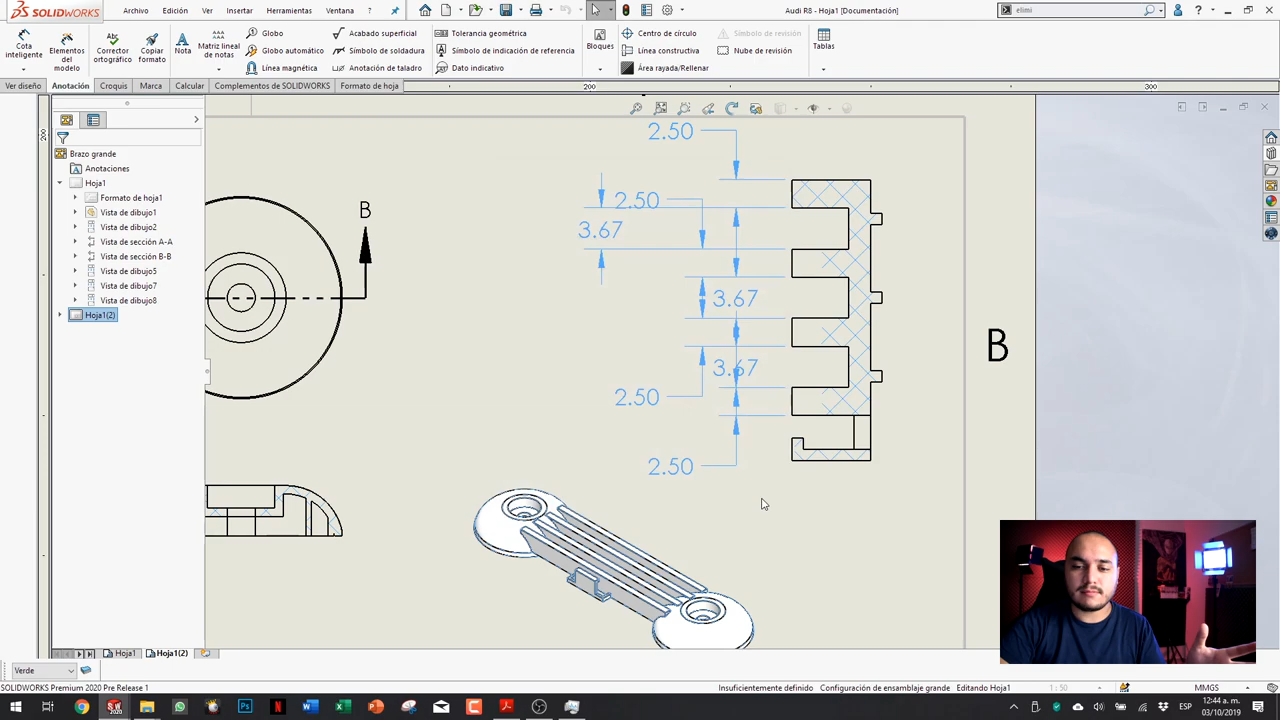 SOLIDWORKS
Archivo Edición Ver Insertar Herramientas Ventana ?
Audi R8 - Hoja1 [Documentación]
elimi
Cota inteligente
Elementos del modelo
Corrector ortográfico
Copiar formato
Nota
Matriz lineal de notas
Globo
Globo automático
Línea magnética
Acabado superficial
Símbolo de soldadura
Anotación de taladro
Tolerancia geométrica
Símbolo de indicación de referencia
Dato indicativo
Bloques
Centro de círculo
Línea constructiva
Área rayada/Rellenar
Símbolo de revisión
Nube de revisión
Tablas
Ver diseño Anotación Croquis Marca Calcular Complementos de SOLIDWORKS Formato de hoja
200 300
200
Brazo grande
Anotaciones
Hoja1
Formato de hoja1
Vista de dibujo1
Vista de dibujo2
Vista de sección A-A
Vista de sección B-B
Vista de dibujo5
Vista de dibujo7
Vista de dibujo8
Hoja1(2)
2.50
2.50
B
3.67
3.67
B
3.67
2.50
2.50
Hoja1 Hoja1(2)
Verde
SOLIDWORKS Premium 2020 Pre Release 1
Insuficientemente definido Configuración de ensamblaje grande Editando Hoja1 1 : 50 MMGS
ESP
12:44 a. m.
03/10/2019